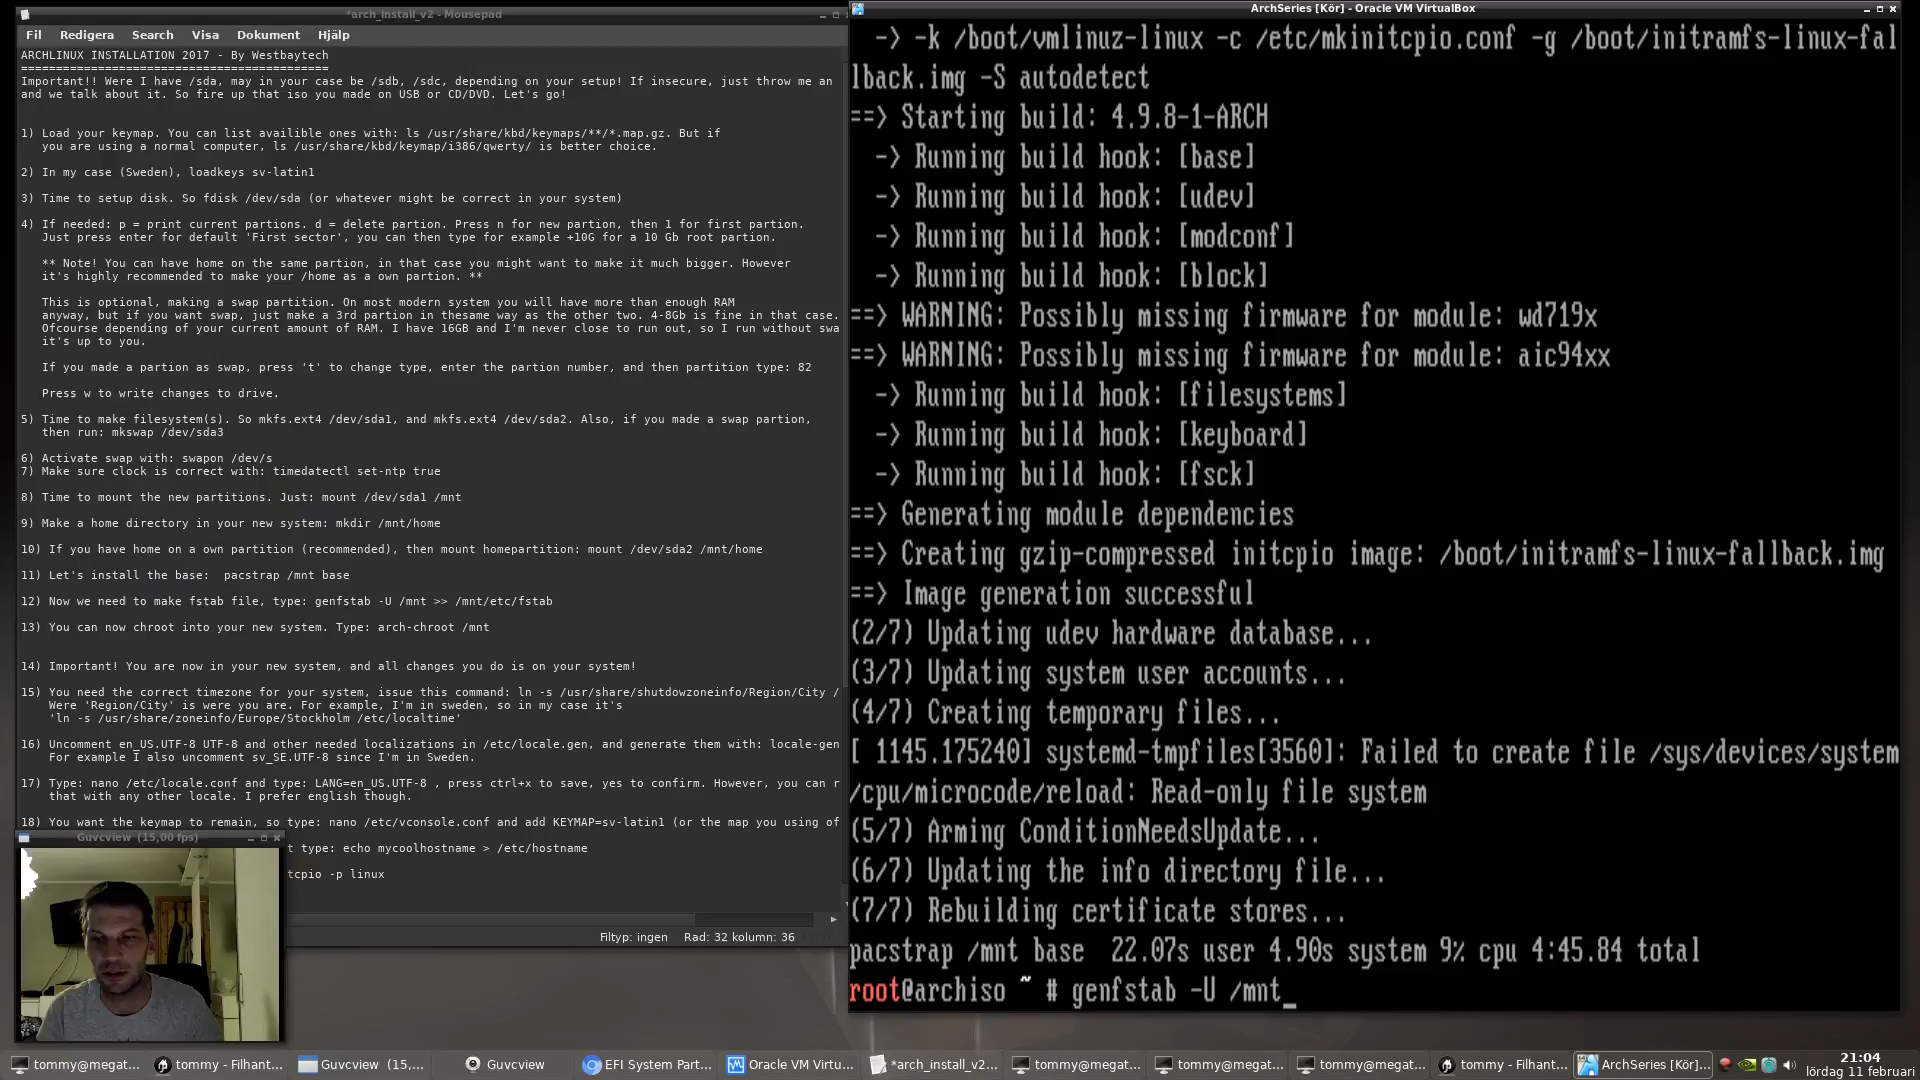 *arch_install_v2 - Mousepad
Fil Redigera Search Visa Dokument Hjälp
ARCHLINUX INSTALLATION 2017 - By Westbaytech
==============================================
Important!! Were I have /sda, may in your case be /sdb, /sdc, depending on your setup! If insecure, just throw me an
and we talk about it. So fire up that iso you made on USB or CD/DVD. Let's go!
1) Load your keymap. You can list availible ones with: ls /usr/share/kbd/keymaps/**/*.map.gz. But if
you are using a normal computer, ls /usr/share/kbd/keymap/i386/qwerty/ is better choice.
2) In my case (Sweden), loadkeys sv-latin1
3) Time to setup disk. So fdisk /dev/sda (or whatever might be correct in your system)
4) If needed: p = print current partions. d = delete partion. Press n for new partion, then 1 for first partion.
Just press enter for default 'First sector', you can then type for example +10G for a 10 Gb root partion.
** Note! You can have home on the same partion, in that case you might want to make it much bigger. However
it's highly recommended to make your /home as a own partion. **
This is optional, making a swap partition. On most modern system you will have more than enough RAM
anyway, but if you want swap, just make a 3rd partion in thesame way as the other two. 4-8Gb is fine in that case.
Ofcourse depending of your current amount of RAM. I have 16GB and I'm never close to run out, so I run without swa
it's up to you.
If you made a partion as swap, press 't' to change type, enter the partion number, and then partition type: 82
Press w to write changes to drive.
5) Time to make filesystem(s). So mkfs.ext4 /dev/sda1, and mkfs.ext4 /dev/sda2. Also, if you made a swap partion,
then run: mkswap /dev/sda3
6) Activate swap with: swapon /dev/s
7) Make sure clock is correct with: timedatectl set-ntp true
8) Time to mount the new partitions. Just: mount /dev/sda1 /mnt
9) Make a home directory in your new system: mkdir /mnt/home
10) If you have home on a own partition (recommended), then mount homepartition: mount /dev/sda2 /mnt/home
11) Let's install the base:  pacstrap /mnt base
12) Now we need to make fstab file, type: genfstab -U /mnt >> /mnt/etc/fstab
13) You can now chroot into your new system. Type: arch-chroot /mnt
14) Important! You are now in your new system, and all changes you do is on your system!
15) You need the correct timezone for your system, issue this command: ln -s /usr/share/shutdowzoneinfo/Region/City /
Were 'Region/City' is were you are. For example, I'm in sweden, so in my case it's
'ln -s /usr/share/zoneinfo/Europe/Stockholm /etc/localtime'
16) Uncomment en_US.UTF-8 UTF-8 and other needed localizations in /etc/locale.gen, and generate them with: locale-gen
For example I also uncomment sv_SE.UTF-8 since I'm in Sweden.
17) Type: nano /etc/locale.conf and type: LANG=en_US.UTF-8 , press ctrl+x to save, yes to confirm. However, you can r
that with any other locale. I prefer english though.
18) You want the keymap to remain, so type: nano /etc/vconsole.conf and add KEYMAP=sv-latin1 (or the map you using of
t type: echo mycoolhostname > /etc/hostname
tcpio -p linux
Filtyp: ingen Rad: 32 kolumn: 36
Guvcview (15,00 fps)
ArchSeries [Kör] - Oracle VM VirtualBox
-> -k /boot/vmlinuz-linux -c /etc/mkinitcpio.conf -g /boot/initramfs-linux-fal
lback.img -S autodetect
==> Starting build: 4.9.8-1-ARCH
-> Running build hook: [base]
-> Running build hook: [udev]
-> Running build hook: [modconf]
-> Running build hook: [block]
==> WARNING: Possibly missing firmware for module: wd719x
==> WARNING: Possibly missing firmware for module: aic94xx
-> Running build hook: [filesystems]
-> Running build hook: [keyboard]
-> Running build hook: [fsck]
==> Generating module dependencies
==> Creating gzip-compressed initcpio image: /boot/initramfs-linux-fallback.img
==> Image generation successful
(2/7) Updating udev hardware database...
(3/7) Updating system user accounts...
(4/7) Creating temporary files...
[ 1145.175240] systemd-tmpfiles[3560]: Failed to create file /sys/devices/system
/cpu/microcode/reload: Read-only file system
(5/7) Arming ConditionNeedsUpdate...
(6/7) Updating the info directory file...
(7/7) Rebuilding certificate stores...
pacstrap /mnt base  22.07s user 4.90s system 9% cpu 4:45.84 total
root@archiso ~ # genfstab -U /mnt_
tommy@megat... tommy - Filhant... Guvcview (15,... Guvcview EFI System Part... Oracle VM Virtu... *arch_install_v2... tommy@megat... tommy@megat... tommy@megat... tommy - Filhant... ArchSeries [Kör]...
21:04
lördag 11 februari